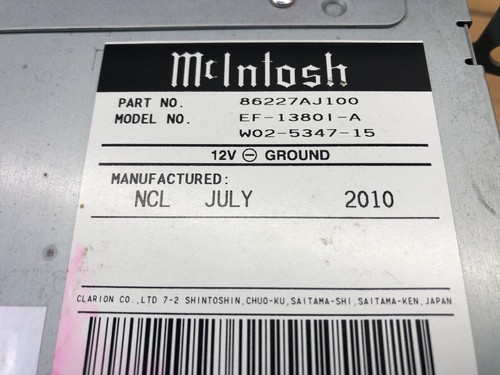 McIntosh
PART NO. 86227AJ100
MODEL NO. EF-1380I-A
W02-5347-15
12V ⊖ GROUND
MANUFACTURED:
NCL JULY 2010
CLARION CO.,LTD 7-2 SHINTOSHIN,CHUO-KU,SAITAMA-SHI,SAITAMA-KEN,JAPAN